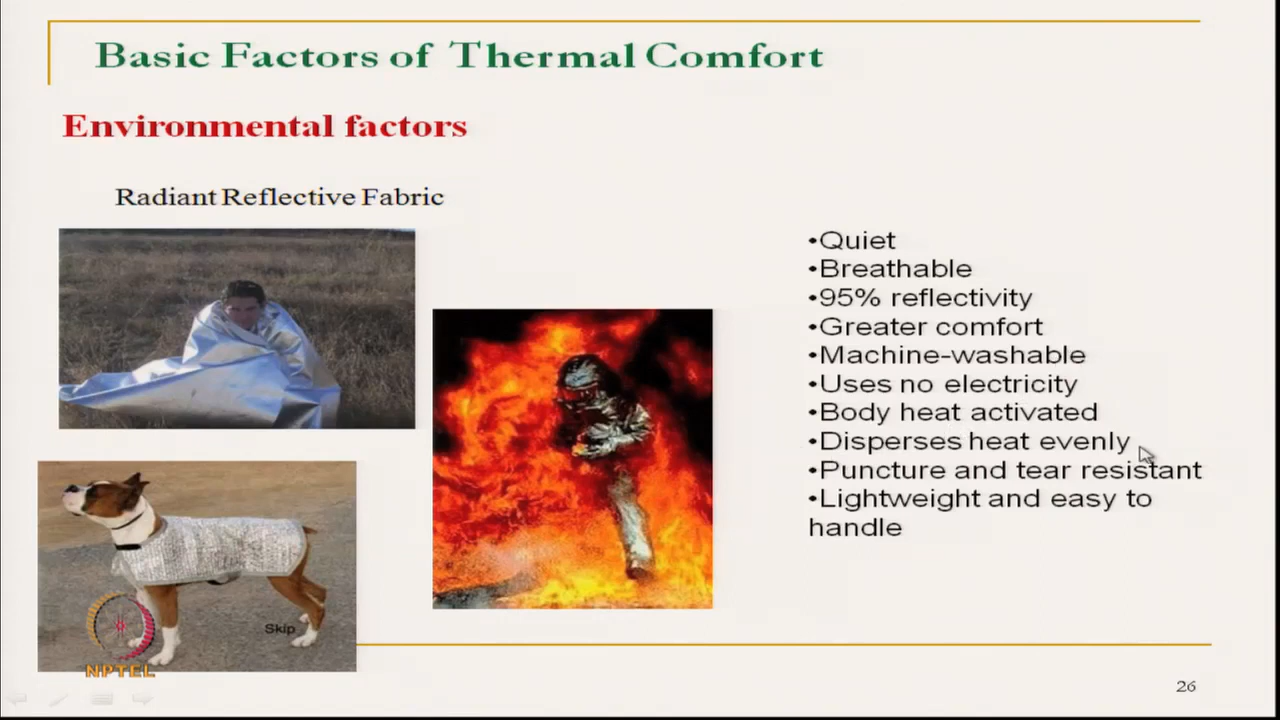 Basic Factors of Thermal Comfort
Environmental factors
Radiant Reflective Fabric
•Quiet
•Breathable
•95% reflectivity
•Greater comfort
•Machine-washable
•Uses no electricity
•Body heat activated
•Disperses heat evenly
•Puncture and tear resistant
•Lightweight and easy to
handle
Skip
NPTEL
26